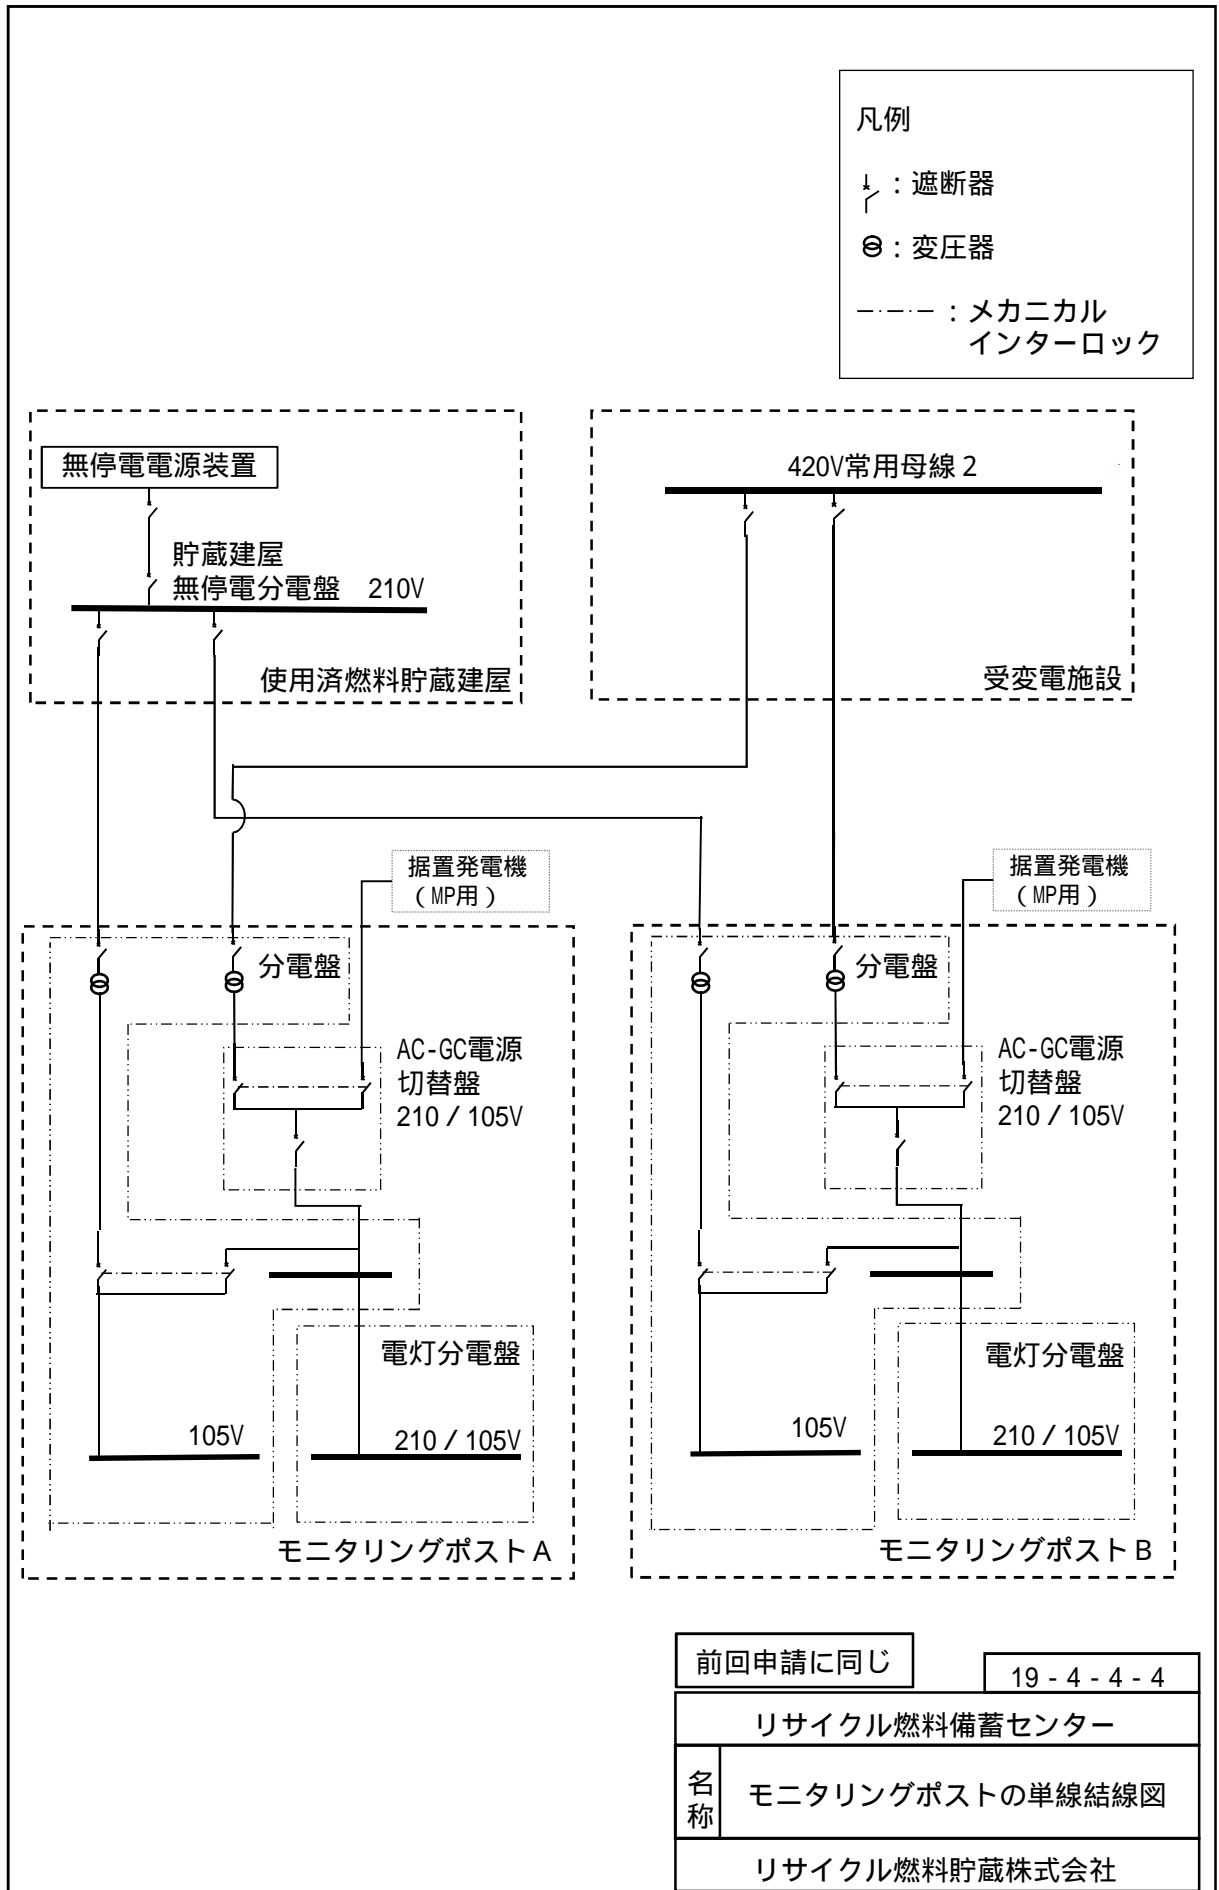 凡例
：遮断器
：変圧器
：メカニカル
インターロック
無停電電源装置
貯蔵建屋
無停電分電盤 210V
使用済燃料貯蔵建屋
420V常用母線２
受変電施設
据置発電機
（MP用）
分電盤
AC-GC電源
切替盤
210／105V
電灯分電盤
105V
210／105V
モニタリングポストA
据置発電機
（MP用）
分電盤
AC-GC電源
切替盤
210／105V
電灯分電盤
105V
210／105V
モニタリングポストB
前回申請に同じ
19-4-4-4
リサイクル燃料備蓄センター
名称
モニタリングポストの単線結線図
リサイクル燃料貯蔵株式会社